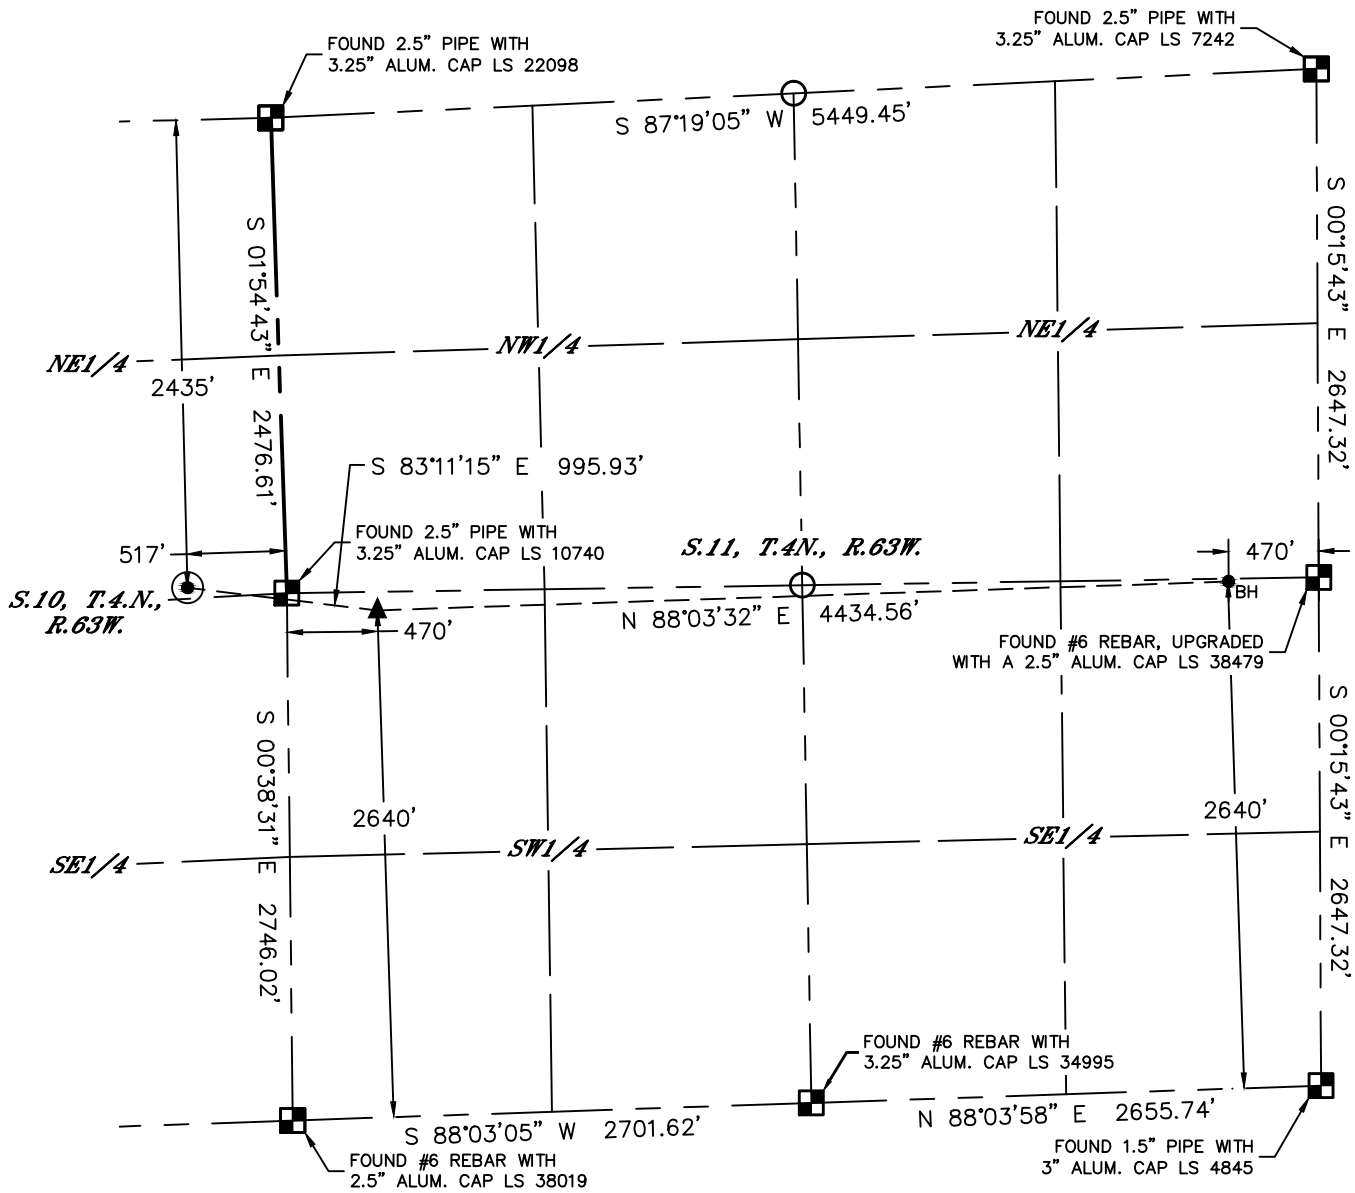 FOUND 2.5” PIPE WITH
3.25” ALUM. CAP LS 22098
FOUND 2.5” PIPE WITH
3.25” ALUM. CAP LS 7242
S 87°19'05” W 5449.45'
S 01°54'43” E 2476.61'
S 00°15'43” E 2647.32'
NE1/4
NW1/4
NE1/4
2435'
S 83°11'15” E 995.93'
517'
FOUND 2.5” PIPE WITH
3.25” ALUM. CAP LS 10740
S.11, T.4N., R.63W.
470'
S.10, T.4.N.,
R.63W.
BH
470'
N 88°03'32” E 4434.56'
FOUND #6 REBAR, UPGRADED
WITH A 2.5” ALUM. CAP LS 38479
S 00°38'31” E 2746.02'
S 00°15'43” E 2647.32'
2640'
2640'
SE1/4
SW1/4
SE1/4
FOUND #6 REBAR WITH
3.25” ALUM. CAP LS 34995
S 88°03'05” W 2701.62'
N 88°03'58” E 2655.74'
FOUND #6 REBAR WITH
2.5” ALUM. CAP LS 38019
FOUND 1.5” PIPE WITH
3” ALUM. CAP LS 4845